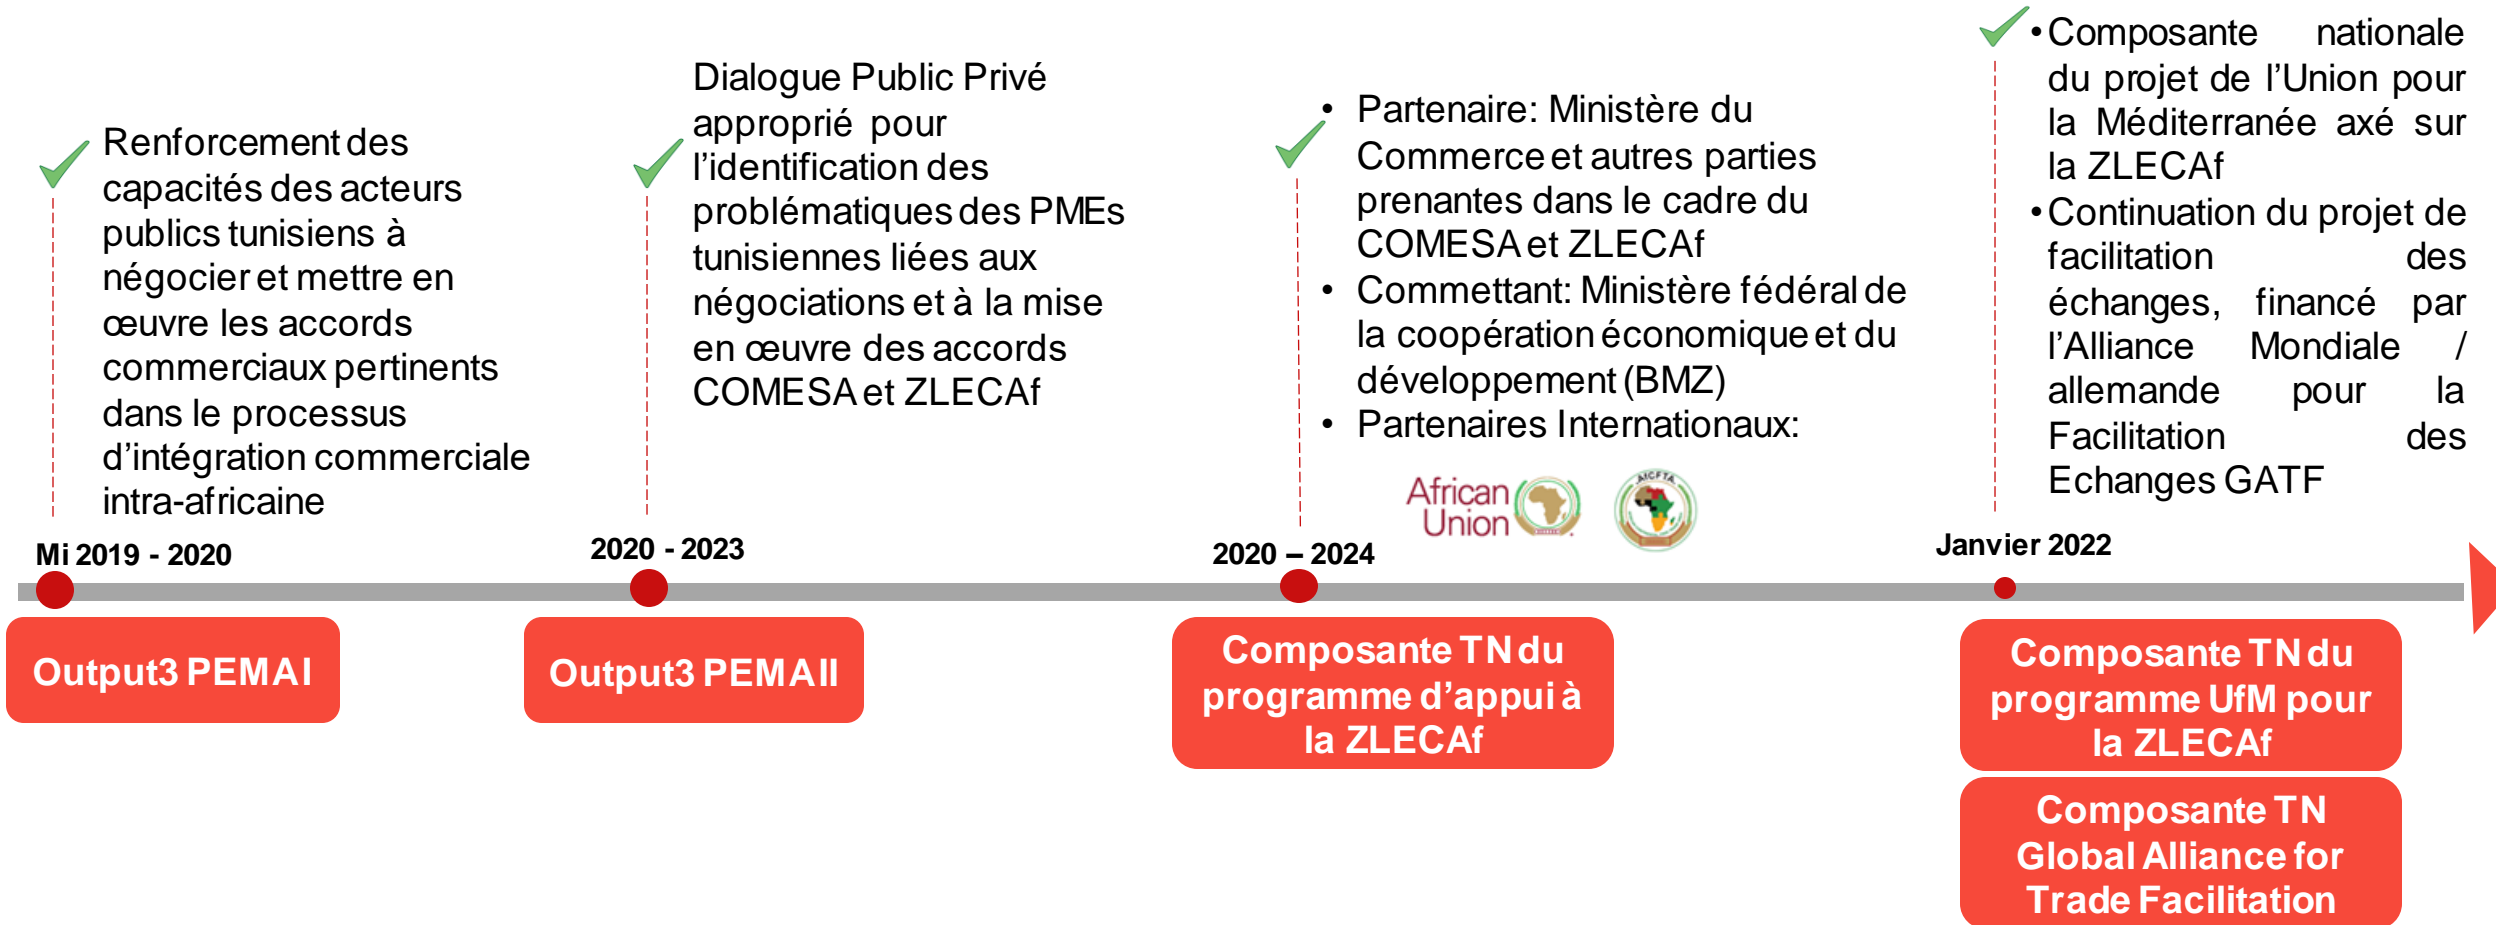 Renforcement des
capacités des acteurs
publics tunisiens à
négocier et mettre en
œuvre les accords
commerciaux pertinents
dans le processus
d’intégration commerciale
intra-africaine
Mi 2019 - 2020
Output3 PEMA I
Dialogue Public Privé
approprié pour
l’identification des
problématiques des PMEs
tunisiennes liées aux
négociations et à la mise
en œuvre des accords
COMESA et ZLECAf
2020 - 2023
Output3 PEMA II
• Partenaire: Ministère du
Commerce et autres parties
prenantes dans le cadre du
COMESA et ZLECAf
• Commettant: Ministère fédéral de
la coopération économique et du
développement (BMZ)
• Partenaires Internationaux:
African
Union
AfCFTA
2020 – 2024
Composante TN du
programme d’appui à
la ZLECAf
• Composante nationale
du projet de l’Union pour
la Méditerranée axé sur
la ZLECAf
• Continuation du projet de
facilitation des
échanges, financé par
l’Alliance Mondiale /
allemande pour la
Facilitation des
Echanges GATF
Janvier 2022
Composante TN du
programme UfM pour
la ZLECAf
Composante TN
Global Alliance for
Trade Facilitation